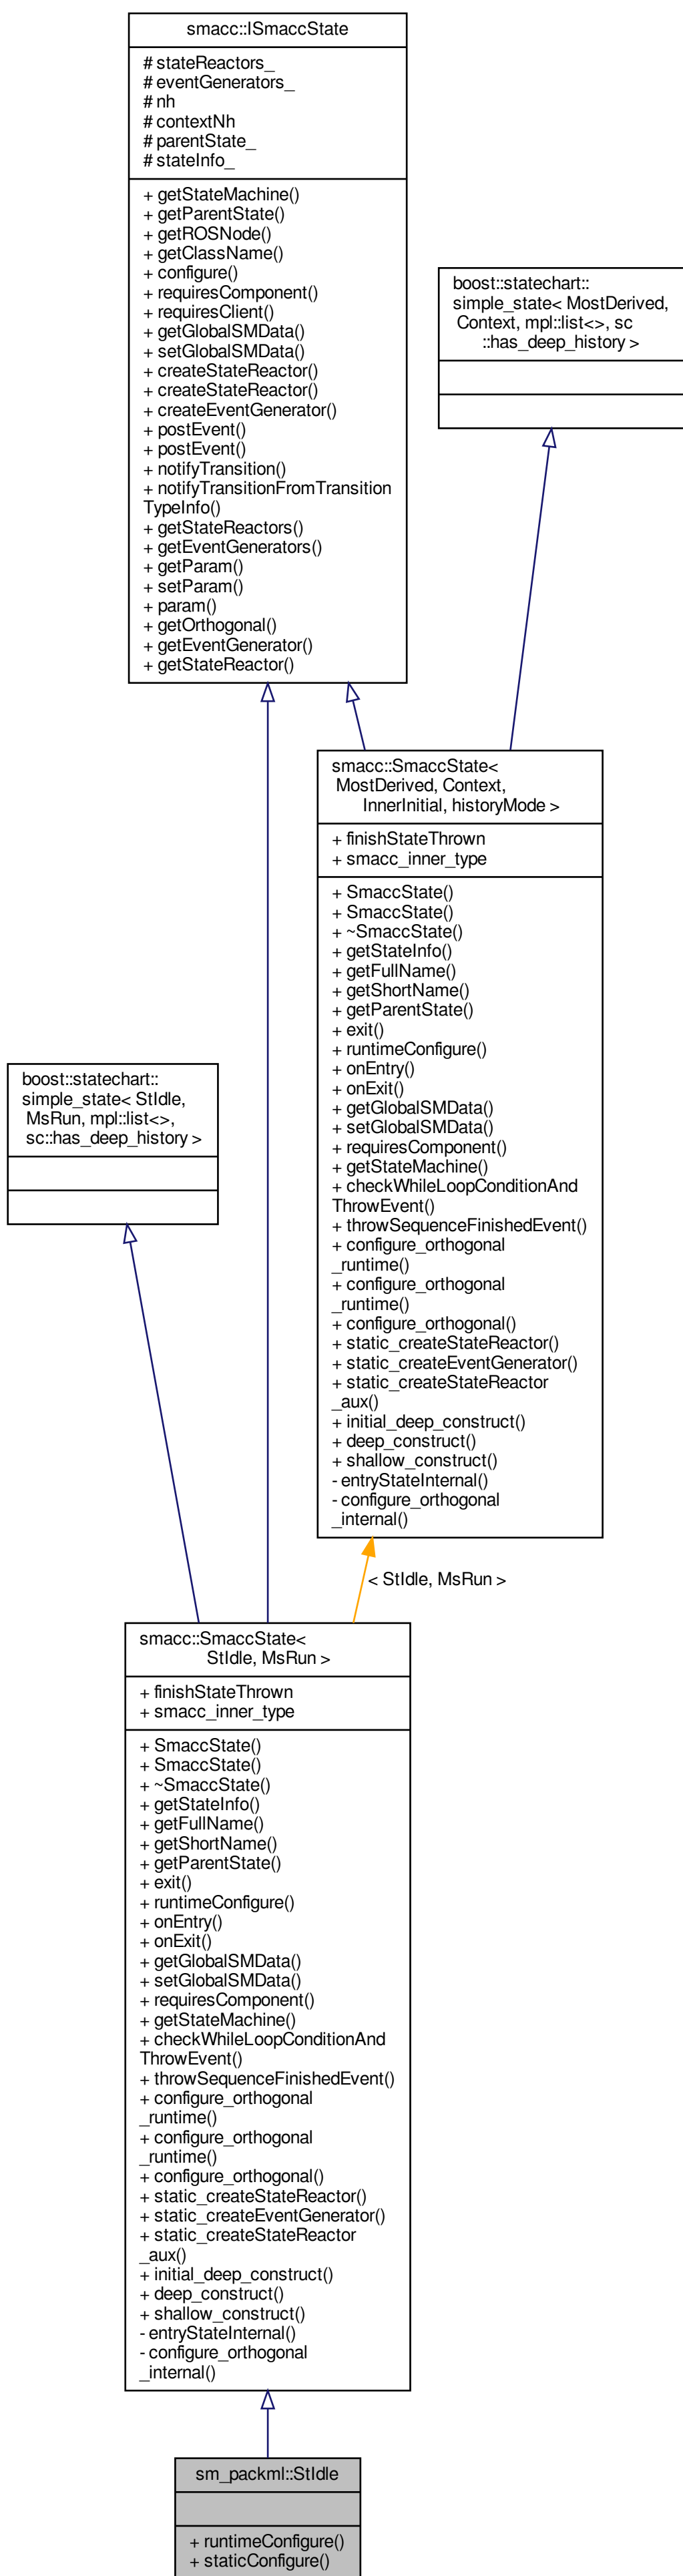 smacc::ISmaccState
# stateReactors_
# eventGenerators_
# nh
# contextNh
# parentState_
# stateInfo_
+ getStateMachine()
+ getParentState()
+ getROSNode()
+ getClassName()
+ configure()
+ requiresComponent()
+ requiresClient()
+ getGlobalSMData()
+ setGlobalSMData()
+ createStateReactor()
+ createStateReactor()
+ createEventGenerator()
+ postEvent()
+ postEvent()
+ notifyTransition()
+ notifyTransitionFromTransition
TypeInfo()
+ getStateReactors()
+ getEventGenerators()
+ getParam()
+ setParam()
+ param()
+ getOrthogonal()
+ getEventGenerator()
+ getStateReactor()
boost::statechart::
simple_state< MostDerived,
Context, mpl::list<>, sc
::has_deep_history >
smacc::SmaccState<
MostDerived, Context,
InnerInitial, historyMode >
+ finishStateThrown
+ smacc_inner_type
+ SmaccState()
+ SmaccState()
+ ~SmaccState()
+ getStateInfo()
+ getFullName()
+ getShortName()
+ getParentState()
+ exit()
+ runtimeConfigure()
+ onEntry()
+ onExit()
+ getGlobalSMData()
+ setGlobalSMData()
+ requiresComponent()
+ getStateMachine()
+ checkWhileLoopConditionAnd
ThrowEvent()
+ throwSequenceFinishedEvent()
+ configure_orthogonal
_runtime()
+ configure_orthogonal
_runtime()
+ configure_orthogonal()
+ static_createStateReactor()
+ static_createEventGenerator()
+ static_createStateReactor
_aux()
+ initial_deep_construct()
+ deep_construct()
+ shallow_construct()
- entryStateInternal()
- configure_orthogonal
_internal()
boost::statechart::
simple_state< StIdle,
MsRun, mpl::list<>,
sc::has_deep_history >
< StIdle, MsRun >
smacc::SmaccState<
StIdle, MsRun >
+ finishStateThrown
+ smacc_inner_type
+ SmaccState()
+ SmaccState()
+ ~SmaccState()
+ getStateInfo()
+ getFullName()
+ getShortName()
+ getParentState()
+ exit()
+ runtimeConfigure()
+ onEntry()
+ onExit()
+ getGlobalSMData()
+ setGlobalSMData()
+ requiresComponent()
+ getStateMachine()
+ checkWhileLoopConditionAnd
ThrowEvent()
+ throwSequenceFinishedEvent()
+ configure_orthogonal
_runtime()
+ configure_orthogonal
_runtime()
+ configure_orthogonal()
+ static_createStateReactor()
+ static_createEventGenerator()
+ static_createStateReactor
_aux()
+ initial_deep_construct()
+ deep_construct()
+ shallow_construct()
- entryStateInternal()
- configure_orthogonal
_internal()
sm_packml::StIdle
+ runtimeConfigure()
+ staticConfigure()